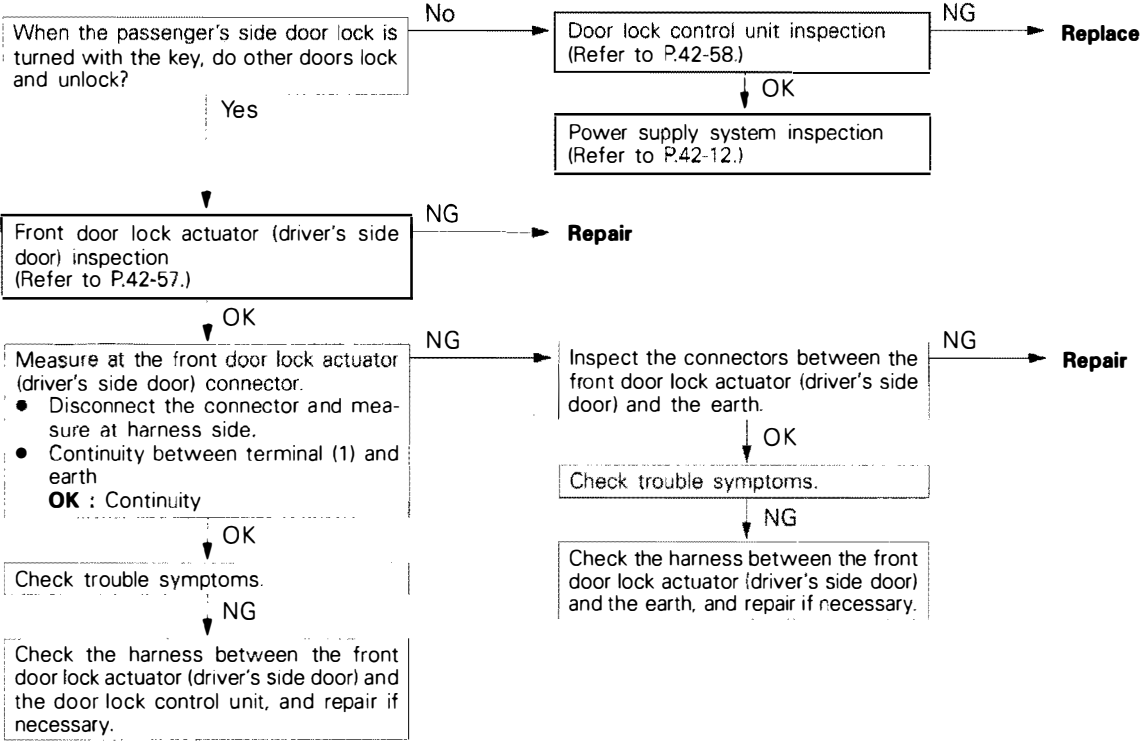 When the passenger's side door lock is
turned with the key, do other doors lock
and unlock?
No
Door lock control unit inspection
(Refer to P.42-58.)
NG
Replace
OK
Power supply system inspection
(Refer to P.42-12.)
Yes
Front door lock actuator (driver's side
door) inspection
(Refer to P.42-57.)
NG
Repair
OK
Measure at the front door lock actuator
(driver's side door) connector.
● Disconnect the connector and mea-
sure at harness side.
● Continuity between terminal (1) and
earth
OK : Continuity
NG
Inspect the connectors between the
front door lock actuator (driver's side
door) and the earth.
NG
Repair
OK
Check trouble symptoms.
NG
Check the harness between the front
door lock actuator (driver's side door)
and the earth, and repair if necessary.
OK
Check trouble symptoms.
NG
Check the harness between the front
door lock actuator (driver's side door) and
the door lock control unit, and repair if
necessary.